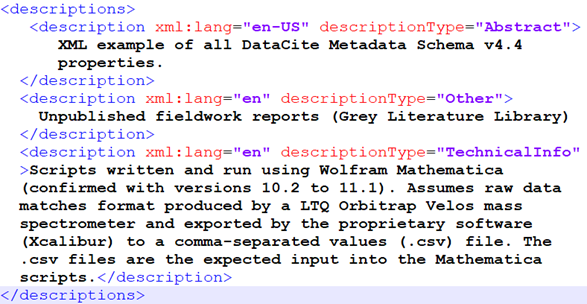 <descriptions>
<description xml:lang="en-US" descriptionType="Abstract">
XML example of all DataCite Metadata Schema v4.4
properties.
</description>
<description xml:lang="en" descriptionType="Other">
Unpublished fieldwork reports (Grey Literature Library)
</description>
<description xml:lang="en" descriptionType="TechnicalInfo"
>Scripts written and run using Wolfram Mathematica
(confirmed with versions 10.2 to 11.1). Assumes raw data
matches format produced by a LTQ Orbitrap Velos mass
spectrometer and exported by the proprietary software
(Xcalibur) to a comma-separated values (.csv) file. The
.csv files are the expected input into the Mathematica
scripts.</description>
</descriptions>